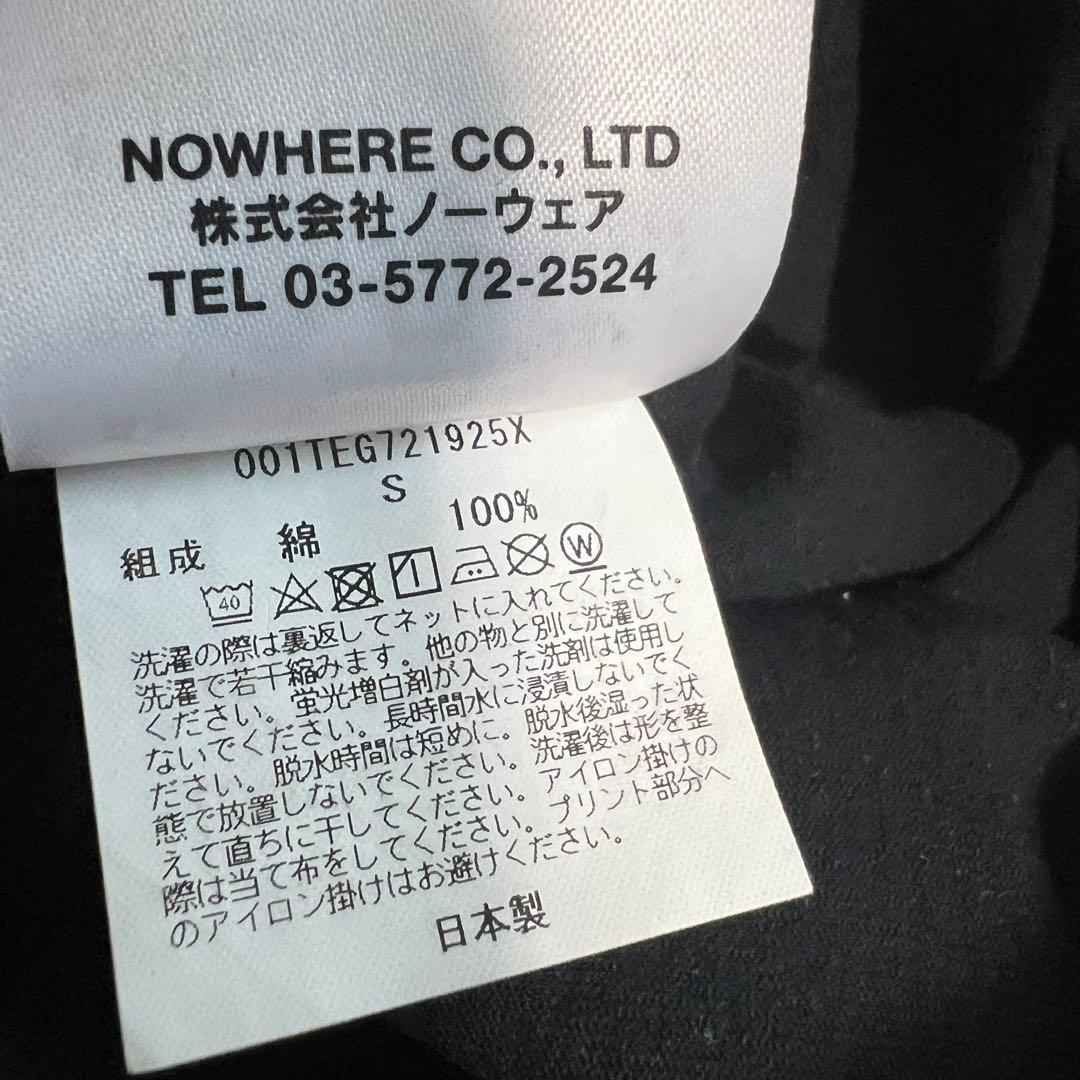 NOWHERE CO., LTD
株式会社ノーウェア
TEL 03-5772-2524
001TEG721925X
S
組成 綿 100%
40 W
洗濯の際は裏返してネットに入れてください。
洗濯で若干縮みます。他の物と別に洗濯して
ください。蛍光増白剤が入った洗剤は使用し
ないでください。長時間水に浸漬しないでく
ださい。脱水時間は短めに。脱水後湿った状
態で放置しないでください。洗濯後は形を整
えて直ちに干してください。アイロン掛けの
際は当て布をしてください。プリント部分へ
のアイロン掛けはお避けください。
日本製